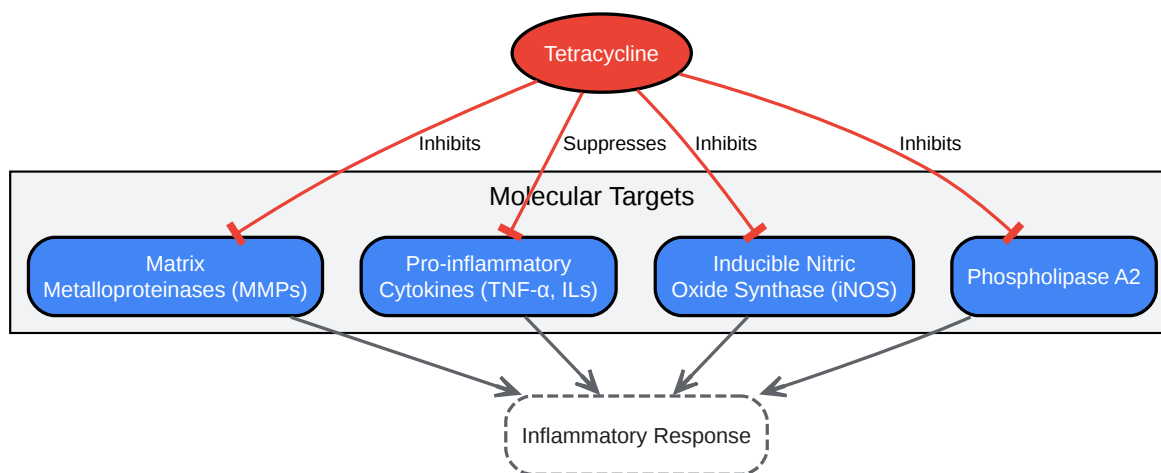 Tetracycline
Inhibits
Suppresses
Inhibits
Inhibits
Molecular Targets
Matrix
Metalloproteinases (MMPs)
Pro-inflammatory
Cytokines (TNF-α, ILs)
Inducible Nitric
Oxide Synthase (iNOS)
Phospholipase A2
Inflammatory Response